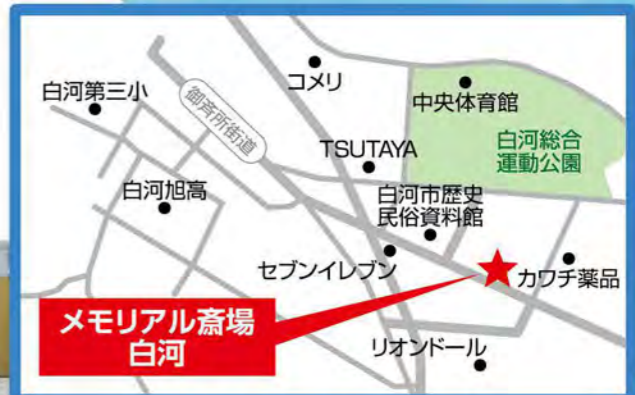 コメリ
中央体育館
白河第三小
御斉所街道
白河総合
運動公園
TSUTAYA
白河旭高
白河市歴史
民俗資料館
セブンイレブン
カワチ薬品
メモリアル斎場
白河
リオンドール